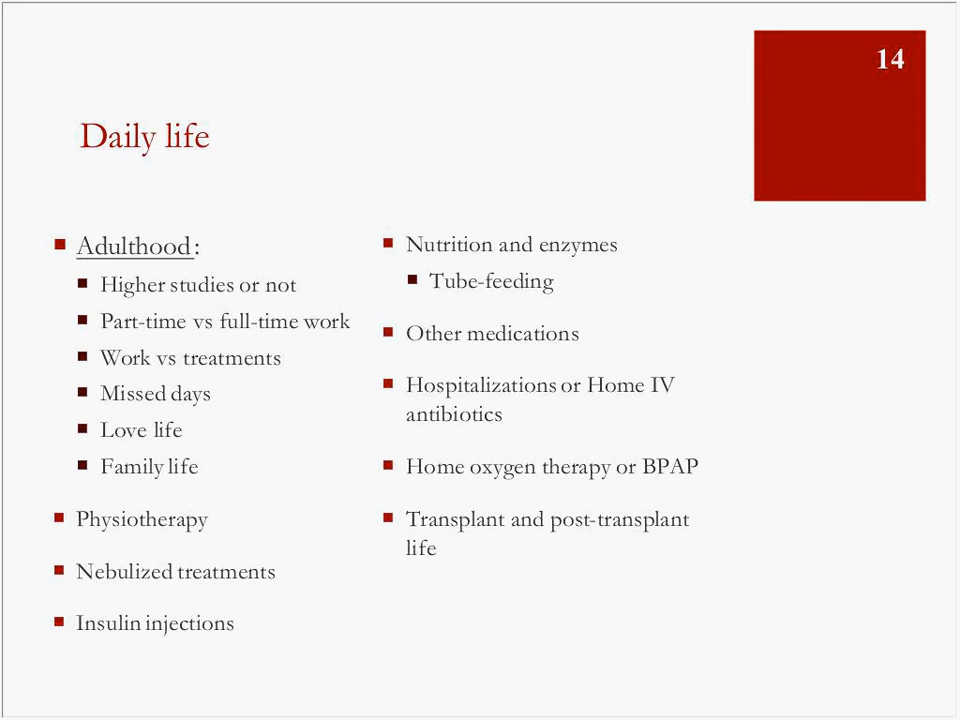 14
Daily life
Adulthood :
Higher studies or not
Part-time vs full-time work
Work vs treatments
Missed days
Love life
Family life
Physiotherapy
Nebulized treatments
Insulin injections
Nutrition and enzymes
Tube-feeding
Other medications
Hospitalizations or Home IV
antibiotics
Home oxygen therapy or BPAP
Transplant and post-transplant
life